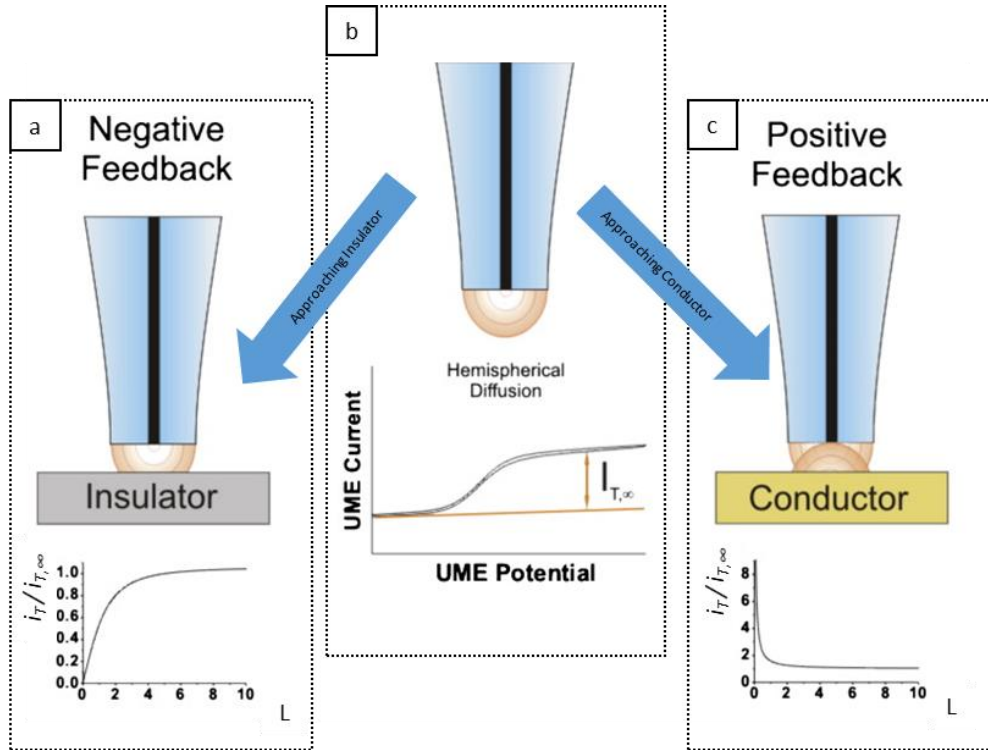 a
Negative
Feedback
Approaching Insulator
Insulator
i_T/i_T,∞
1.0
0.8
0.6
0.4
0.2
0.0
0 2 4 6 8 10
L
b
Approaching Conductor
Hemispherical
Diffusion
UME Current
I_T,∞
UME Potential
c
Positive
Feedback
Conductor
i_T/i_T,∞
8
6
4
2
0
0 2 4 6 8 10
L